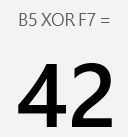 B5 XOR F7 =
42